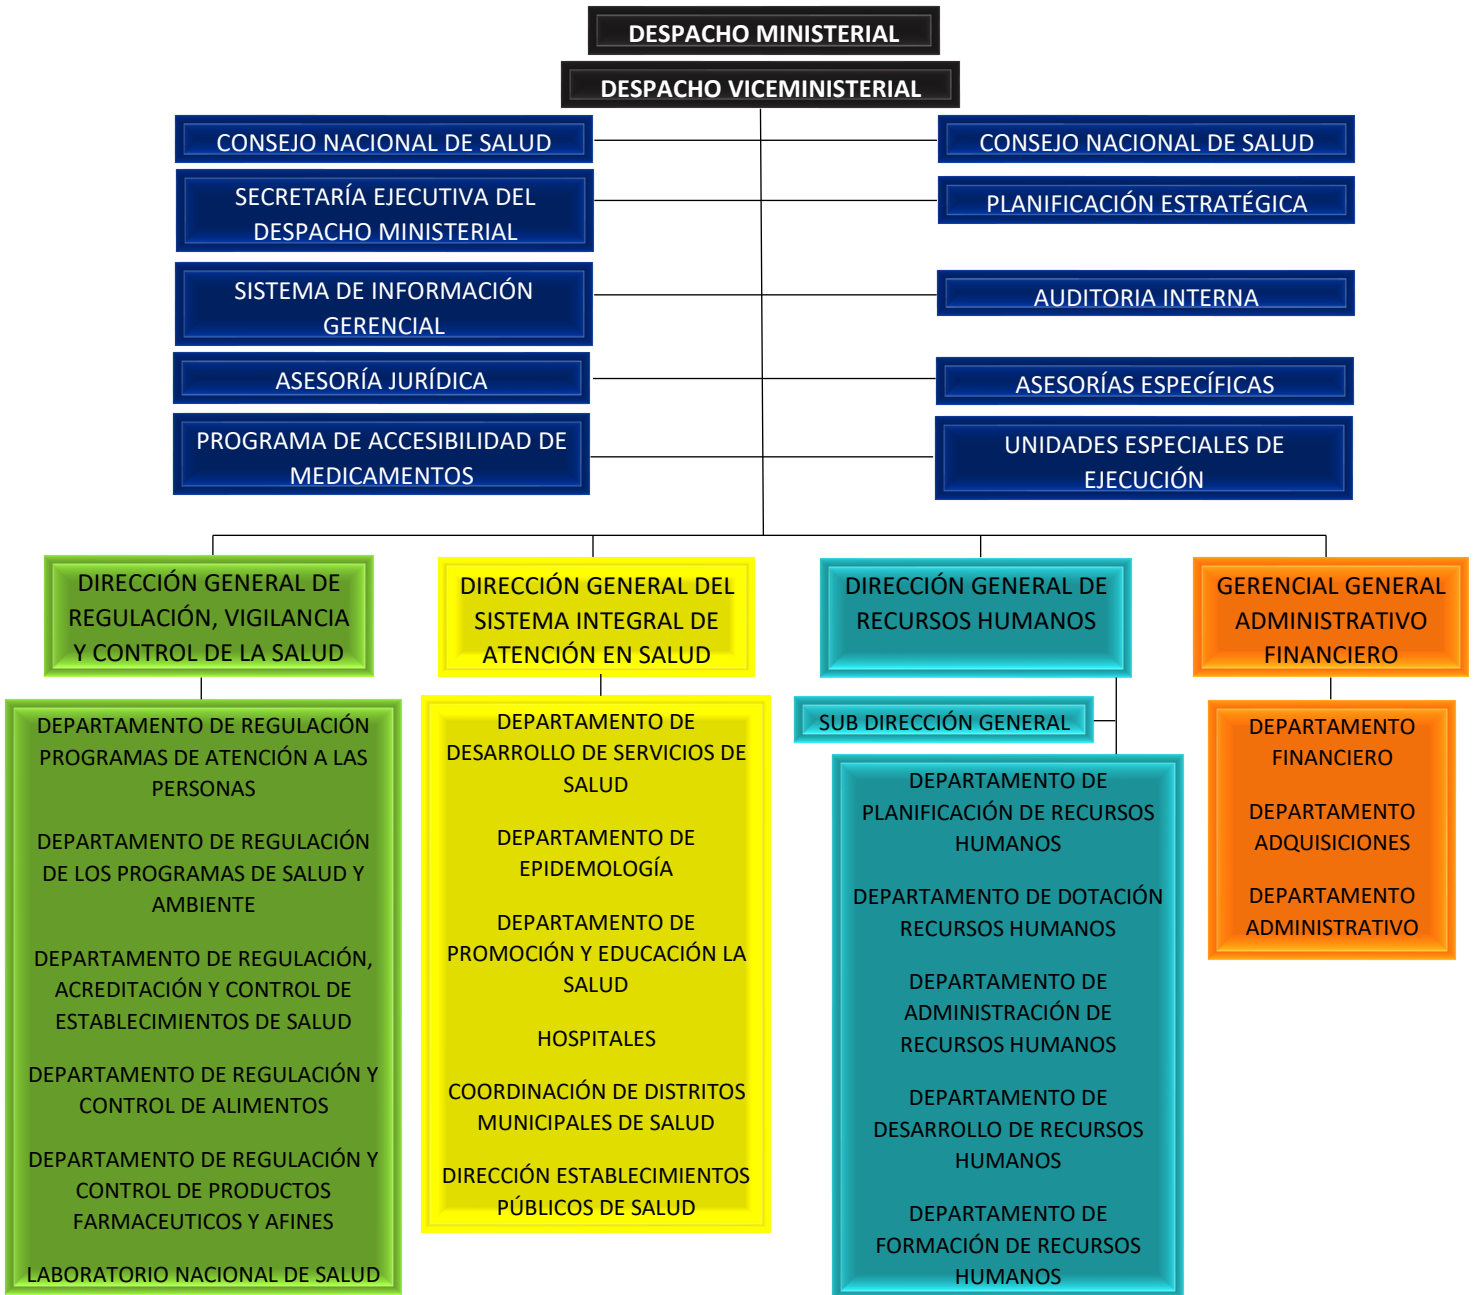 DESPACHO MINISTERIAL
DESPACHO VICEMINISTERIAL
CONSEJO NACIONAL DE SALUD
CONSEJO NACIONAL DE SALUD
SECRETARÍA EJECUTIVA DEL
DESPACHO MINISTERIAL
PLANIFICACIÓN ESTRATÉGICA
SISTEMA DE INFORMACIÓN
GERENCIAL
AUDITORIA INTERNA
ASESORÍA JURÍDICA
ASESORÍAS ESPECÍFICAS
PROGRAMA DE ACCESIBILIDAD DE
MEDICAMENTOS
UNIDADES ESPECIALES DE
EJECUCIÓN
DIRECCIÓN GENERAL DE
REGULACIÓN, VIGILANCIA
Y CONTROL DE LA SALUD
DIRECCIÓN GENERAL DEL
SISTEMA INTEGRAL DE
ATENCIÓN EN SALUD
DIRECCIÓN GENERAL DE
RECURSOS HUMANOS
GERENCIAL GENERAL
ADMINISTRATIVO
FINANCIERO
DEPARTAMENTO DE REGULACIÓN
PROGRAMAS DE ATENCIÓN A LAS
PERSONAS
DEPARTAMENTO DE REGULACIÓN
DE LOS PROGRAMAS DE SALUD Y
AMBIENTE
DEPARTAMENTO DE REGULACIÓN,
ACREDITACIÓN Y CONTROL DE
ESTABLECIMIENTOS DE SALUD
DEPARTAMENTO DE REGULACIÓN Y
CONTROL DE ALIMENTOS
DEPARTAMENTO DE REGULACIÓN Y
CONTROL DE PRODUCTOS
FARMACEUTICOS Y AFINES
LABORATORIO NACIONAL DE SALUD
DEPARTAMENTO DE
DESARROLLO DE SERVICIOS DE
SALUD
DEPARTAMENTO DE
EPIDEMOLOGÍA
DEPARTAMENTO DE
PROMOCIÓN Y EDUCACIÓN LA
SALUD
HOSPITALES
COORDINACIÓN DE DISTRITOS
MUNICIPALES DE SALUD
DIRECCIÓN ESTABLECIMIENTOS
PÚBLICOS DE SALUD
SUB DIRECCIÓN GENERAL
DEPARTAMENTO DE
PLANIFICACIÓN DE RECURSOS
HUMANOS
DEPARTAMENTO DE DOTACIÓN
RECURSOS HUMANOS
DEPARTAMENTO DE
ADMINISTRACIÓN DE
RECURSOS HUMANOS
DEPARTAMENTO DE
DESARROLLO DE RECURSOS
HUMANOS
DEPARTAMENTO DE
FORMACIÓN DE RECURSOS
HUMANOS
DEPARTAMENTO
FINANCIERO
DEPARTAMENTO
ADQUISICIONES
DEPARTAMENTO
ADMINISTRATIVO